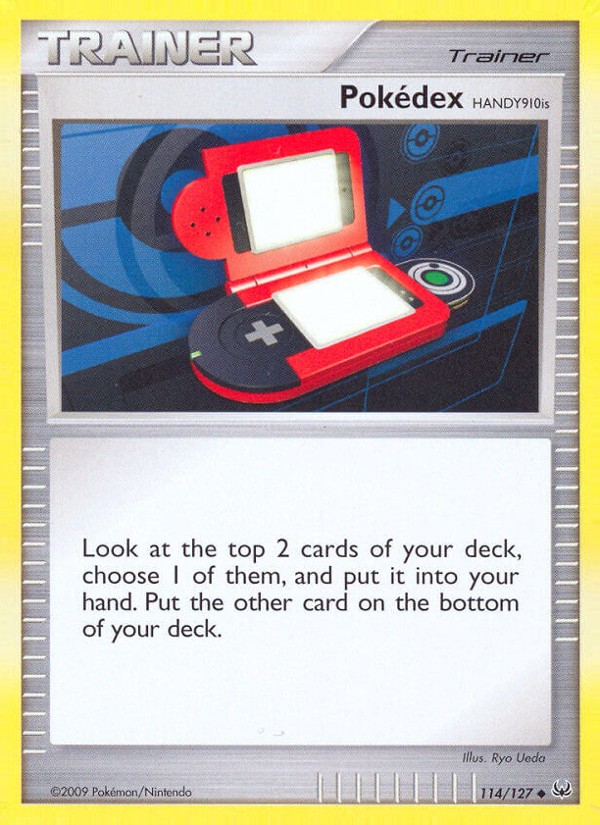 TRAINER
Trainer
Pokédex HANDY910is
Look at the top 2 cards of your deck,
choose 1 of them, and put it into your
hand. Put the other card on the bottom
of your deck.
Illus. Ryo Ueda
©2009 Pokémon/Nintendo
114/127